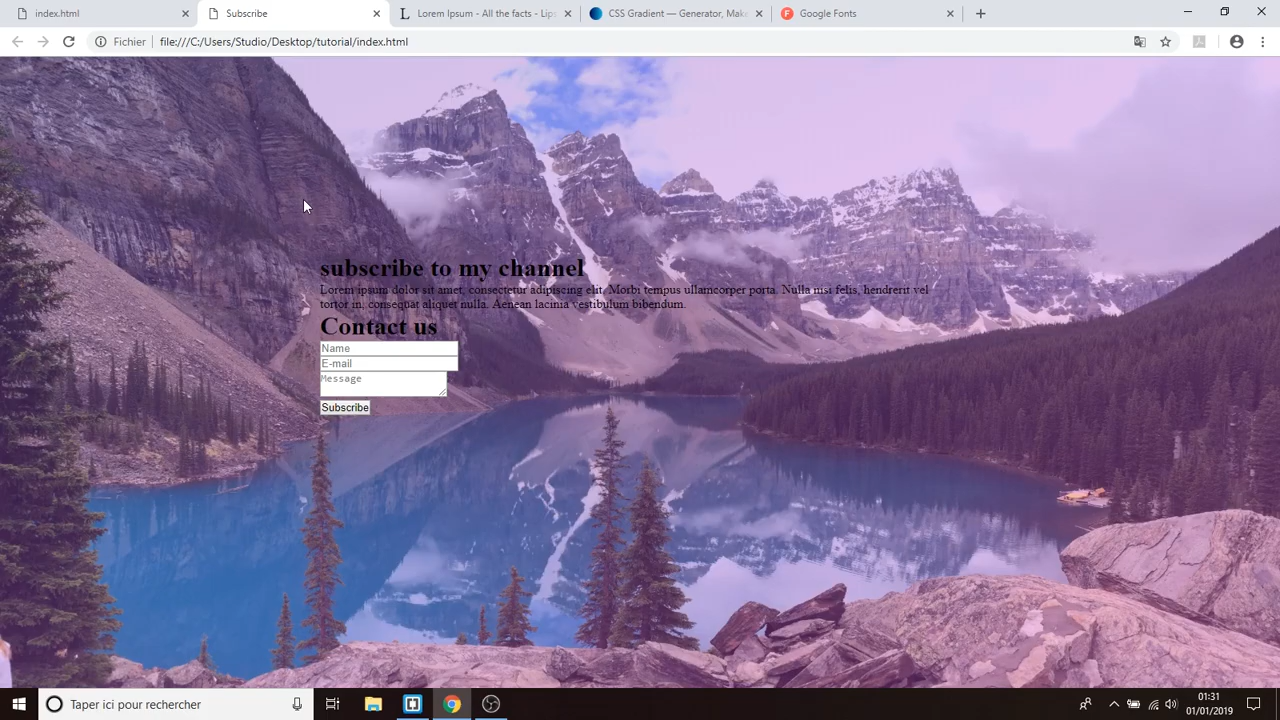 index.html
Subscribe
Lorem Ipsum - All the facts - Lips
CSS Gradient — Generator, Make
Google Fonts
Fichier
file:///C:/Users/Studio/Desktop/tutorial/index.html
subscribe to my channel
Lorem ipsum dolor sit amet, consectetur adipiscing elit. Morbi tempus ullamcorper porta. Nulla nisi felis, hendrerit vel
tortor in, consequat aliquet nulla. Aenean lacinia vestibulum bibendum.
Contact us
Name
E-mail
Message
Subscribe
Taper ici pour rechercher
01:31
01/01/2019